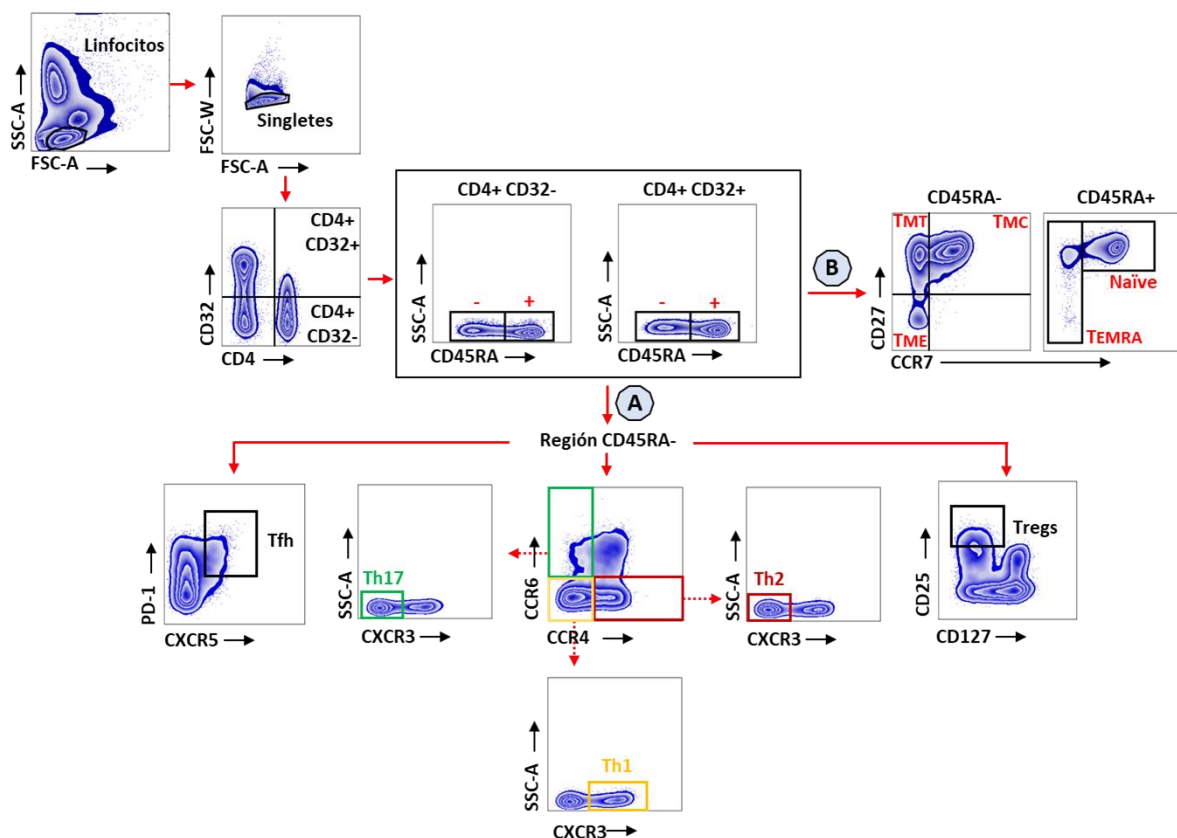 Linfocitos
SSC-A
FSC-A
FSC-W
Singletes
FSC-A
CD4+
CD32+
CD4+
CD32-
CD32
CD4
CD4+ CD32-
SSC-A
- +
CD45RA
CD4+ CD32+
SSC-A
- +
CD45RA
B
CD45RA-
TMT
TMC
TME
CD27
CCR7
CD45RA+
Naïve
TEMRA
A
Región CD45RA-
PD-1
Tfh
CXCR5
SSC-A
Th17
CXCR3
CCR6
CCR4
SSC-A
Th2
CXCR3
CD25
Tregs
CD127
SSC-A
Th1
CXCR3